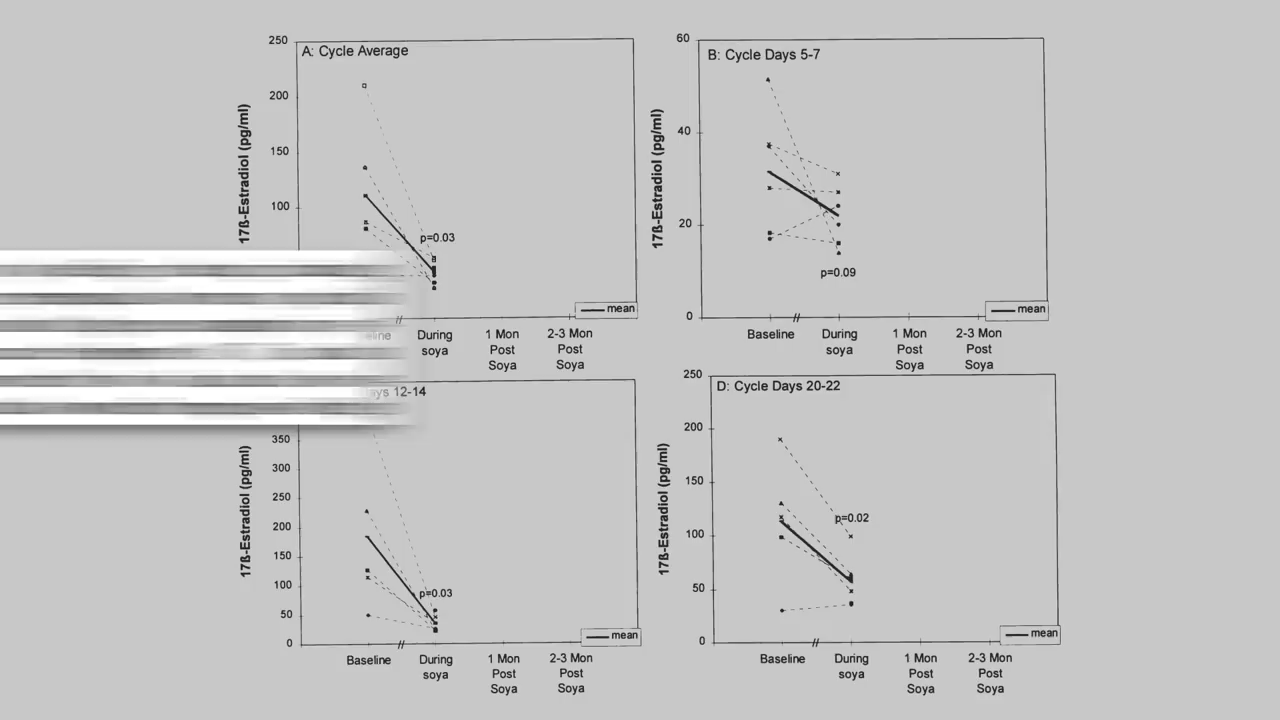 A: Cycle Average
250
200
150
100
17ß-Estradiol (pg/ml)
p=0.03
mean
During soya
1 Mon Post Soya
2-3 Mon Post Soya
B: Cycle Days 5-7
60
40
20
0
17ß-Estradiol (pg/ml)
p=0.09
mean
Baseline
During soya
1 Mon Post Soya
2-3 Mon Post Soya
12-14
350
300
250
200
150
100
50
0
17ß-Estradiol (pg/ml)
p=0.03
mean
Baseline
During soya
1 Mon Post Soya
2-3 Mon Post Soya
D: Cycle Days 20-22
250
200
150
100
50
0
17ß-Estradiol (pg/ml)
p=0.02
mean
Baseline
During soya
1 Mon Post Soya
2-3 Mon Post Soya